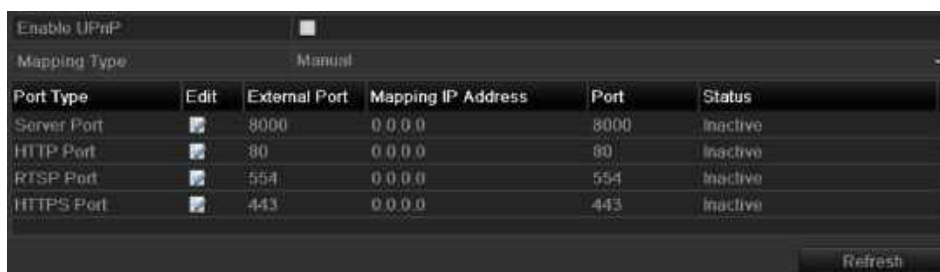 Enable UPnP
Mapping Type Manual
Port Type Edit External Port Mapping IP Address Port Status
Server Port 8000 0.0.0.0 8000 Inactive
HTTP Port 80 0.0.0.0 80 Inactive
RTSP Port 554 0.0.0.0 554 Inactive
HTTPS Port 443 0.0.0.0 443 Inactive
Refresh